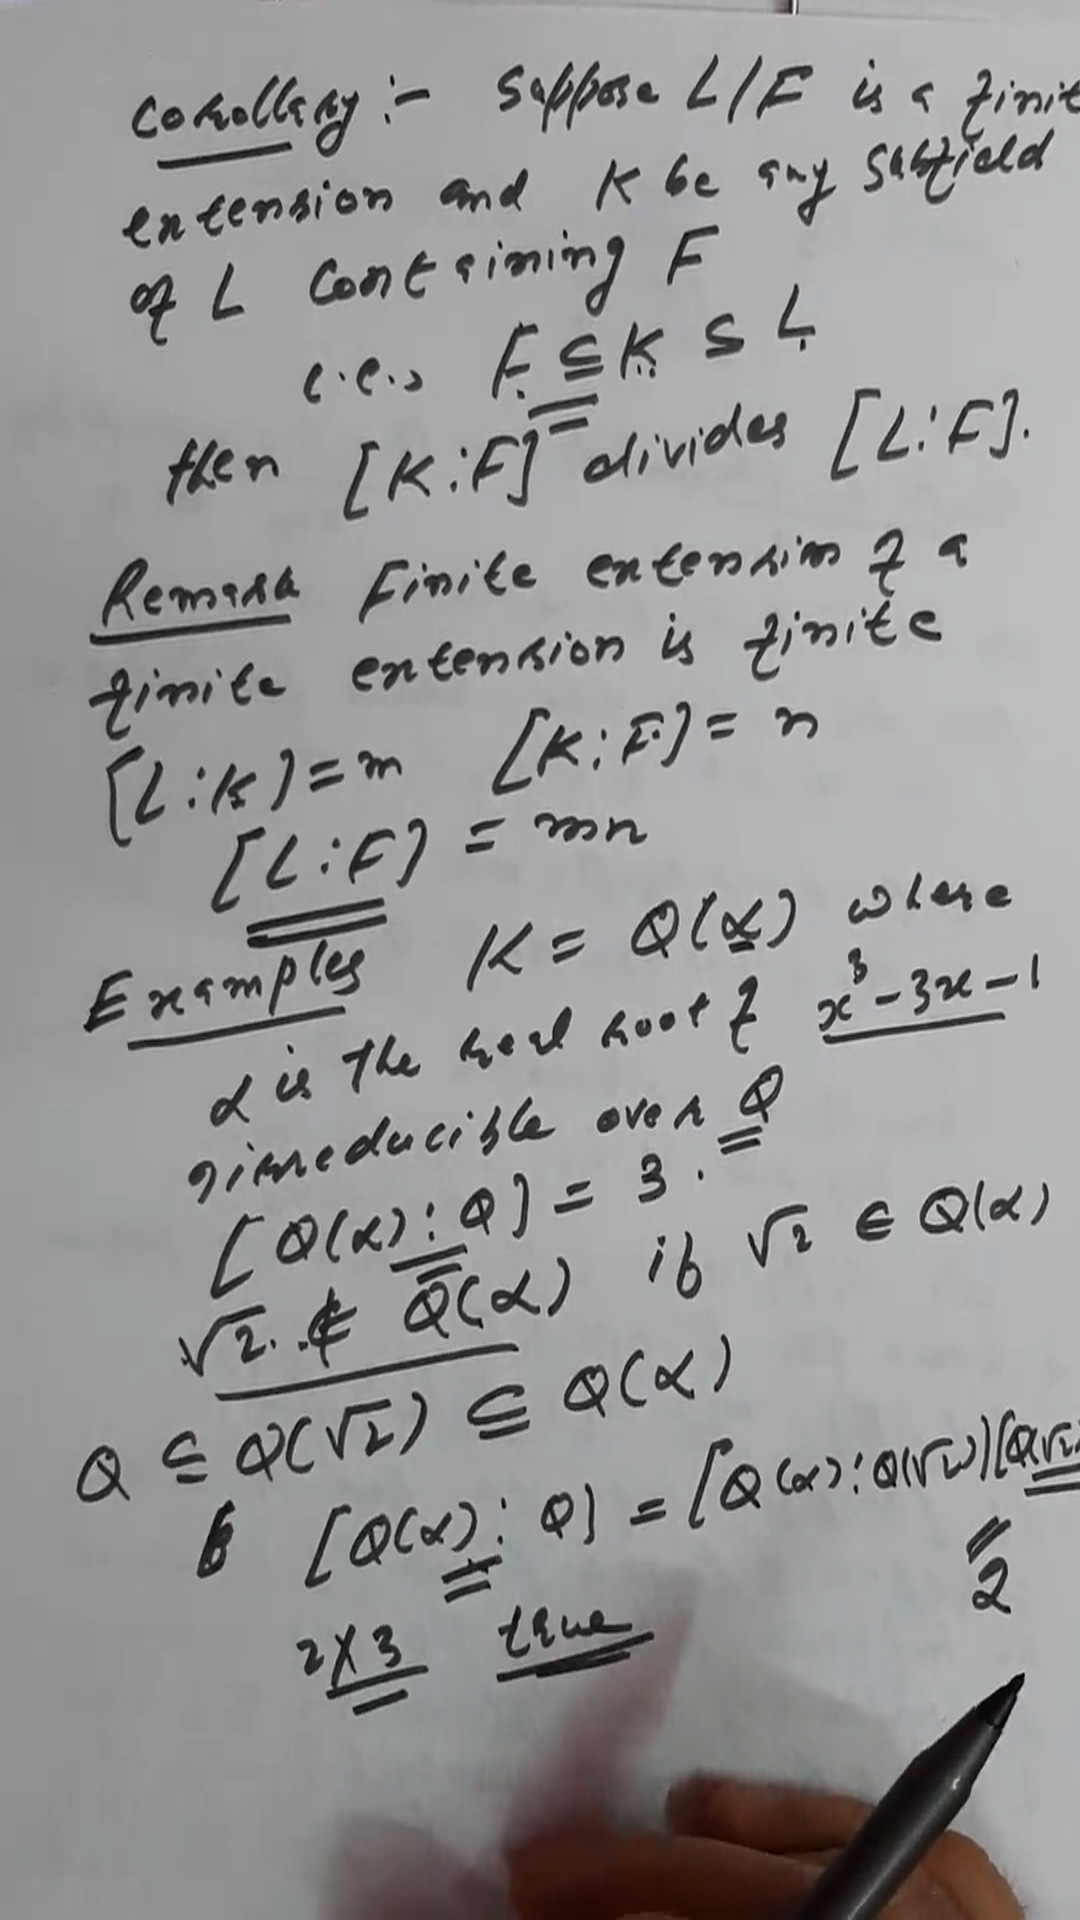 Corollary :- Suppose L/F is a finit
extension and K be any subfield
of L containing F
i.e., F ⊆ K ⊆ L
then [K:F] divides [L:F].
Remark Finite extension of a
finite extension is finite
[L:K] = m [K:F] = n
[L:F] = mn
Examples K = Q(α) where
α is the real root of x³-3x-1
irreducible over Q
[Q(α):Q] = 3.
√2 ∉ Q(α) if √2 ∈ Q(α)
Q ⊆ Q(√2) ⊆ Q(α)
[Q(α):Q] = [Q(α):Q(√2)][Q(√2)
"
2
2 ∤ 3 true